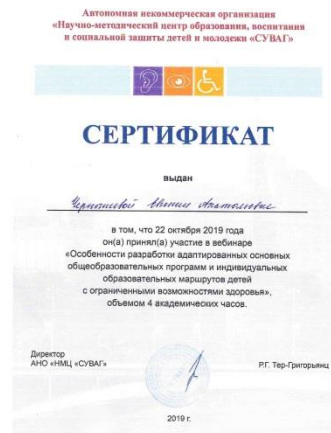 Автономная некоммерческая организация
«Научно-методический центр образования, воспитания
и социальной защиты детей и молодежи «СУВАГ»
СЕРТИФИКАТ
выдан
Анатольевне
в том, что 22 октября 2019 года
он(а) принял(а) участие в вебинаре
«Особенности разработки адаптированных основных
общеобразовательных программ и индивидуальных
образовательных маршрутов детей
с ограниченными возможностями здоровья»,
объемом 4 академических часов.
Директор
АНО «НМЦ «СУВАГ»
Р.Г. Тер-Григорьянц
2019 г.